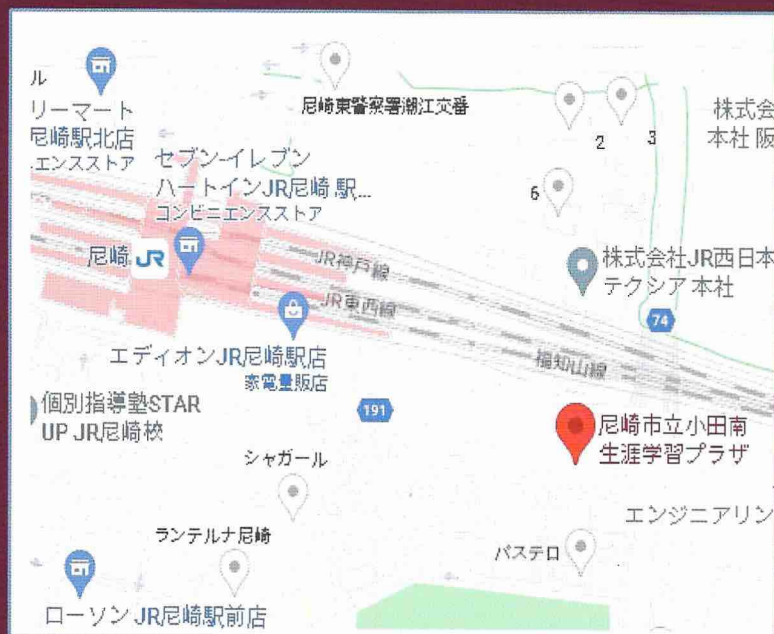 ル
リーマート
尼崎駅北店
エンスストア
尼崎東警察署潮江交番
2
3
株式会
本社 阪
セブン-イレブン
ハートインJR尼崎 駅...
コンビニエンスストア
6
尼崎 JR
JR神戸線
JR東西線
株式会社JR西日本
テクシア 本社
74
福知山線
エディオンJR尼崎駅店
家電量販店
個別指導塾STAR
UP JR尼崎校
191
尼崎市立小田南
生涯学習プラザ
シャガール
エンジニアリン
ランテルナ尼崎
パステロ
ローソン JR尼崎駅前店